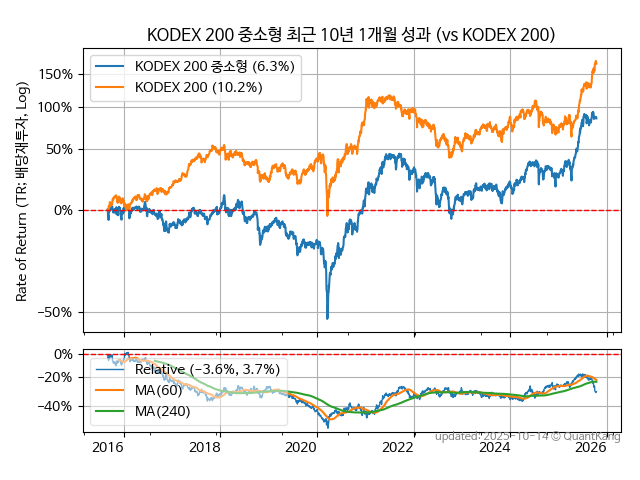 KODEX 200 중소형 최근 10년 1개월 성과 (vs KODEX 200)
Rate of Return (TR: 배당재투자, Log)
150%
100%
50%
0%
−50%
KODEX 200 중소형 (6.3%)
KODEX 200 (10.2%)
0%
−20%
−40%
Relative (−3.6%, 3.7%)
MA(60)
MA(240)
2016
2018
2020
2022
2024
2026
updated: 2025-10-14 © QuantKang